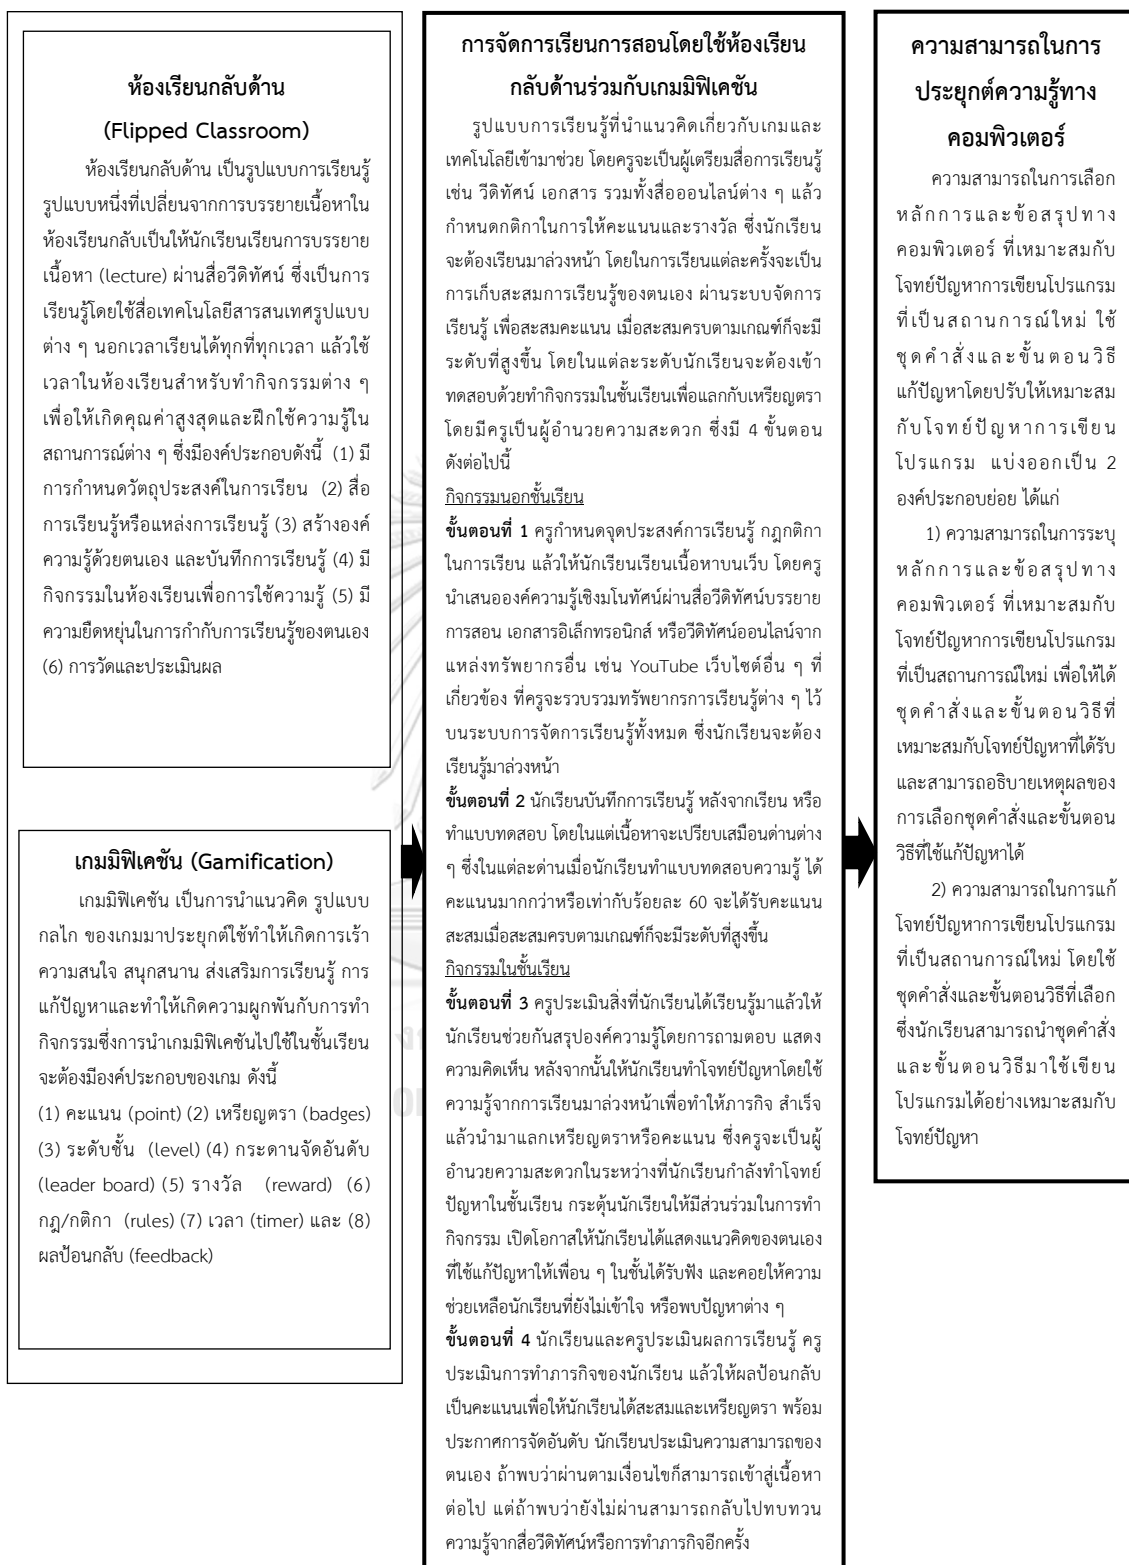 ห้องเรียนกลับด้าน
(Flipped Classroom)
ห้องเรียนกลับด้าน เป็นรูปแบบการเรียนรู้
รูปแบบหนึ่งที่เปลี่ยนจากการบรรยายเนื้อหาใน
ห้องเรียนกลับเป็นให้นักเรียนเรียนการบรรยาย
เนื้อหา (lecture) ผ่านสื่อวีดิทัศน์ ซึ่งเป็นการ
เรียนรู้โดยใช้สื่อเทคโนโลยีสารสนเทศรูปแบบ
ต่าง ๆ นอกเวลาเรียนได้ทุกที่ทุกเวลา แล้วใช้
เวลาในห้องเรียนสำหรับทำกิจกรรมต่าง ๆ
เพื่อให้เกิดคุณค่าสูงสุดและฝึกใช้ความรู้ใน
สถานการณ์ต่าง ๆ ซึ่งมีองค์ประกอบดังนี้ (1) มี
การกำหนดวัตถุประสงค์ในการเรียน (2) สื่อ
การเรียนรู้หรือแหล่งการเรียนรู้ (3) สร้างองค์
ความรู้ด้วยตนเอง และบันทึกการเรียนรู้ (4) มี
กิจกรรมในห้องเรียนเพื่อการใช้ความรู้ (5) มี
ความยืดหยุ่นในการกำกับการเรียนรู้ของตนเอง
(6) การวัดและประเมินผล
เกมมิฟิเคชัน (Gamification)
เกมมิฟิเคชัน เป็นการนำแนวคิด รูปแบบ
กลไก ของเกมมาประยุกต์ใช้ทำให้เกิดการเร้า
ความสนใจ สนุกสนาน ส่งเสริมการเรียนรู้ การ
แก้ปัญหาและทำให้เกิดความผูกพันกับการทำ
กิจกรรมซึ่งการนำเกมมิฟิเคชันไปใช้ในชั้นเรียน
จะต้องมีองค์ประกอบของเกม ดังนี้
(1) คะแนน (point) (2) เหรียญตรา (badges)
(3) ระดับชั้น (level) (4) กระดานจัดอันดับ
(leader board) (5) รางวัล (reward) (6)
กฎ/กติกา (rules) (7) เวลา (timer) และ (8)
ผลป้อนกลับ (feedback)
การจัดการเรียนการสอนโดยใช้ห้องเรียน
กลับด้านร่วมกับเกมมิฟิเคชัน
รูปแบบการเรียนรู้ที่นำแนวคิดเกี่ยวกับเกมและ
เทคโนโลยีเข้ามาช่วย โดยครูจะเป็นผู้เตรียมสื่อการเรียนรู้
เช่น วีดิทัศน์ เอกสาร รวมทั้งสื่อออนไลน์ต่าง ๆ แล้ว
กำหนดกติกาในการให้คะแนนและรางวัล ซึ่งนักเรียน
จะต้องเรียนมาล่วงหน้า โดยในการเรียนแต่ละครั้งจะเป็น
การเก็บสะสมการเรียนรู้ของตนเอง ผ่านระบบจัดการ
เรียนรู้ เพื่อสะสมคะแนน เมื่อสะสมครบตามเกณฑ์ก็จะมี
ระดับที่สูงขึ้น โดยในแต่ละระดับนักเรียนจะต้องเข้า
ทดสอบด้วยทำกิจกรรมในชั้นเรียนเพื่อแลกกับเหรียญตรา
โดยมีครูเป็นผู้อำนวยความสะดวก ซึ่งมี 4 ขั้นตอน
ดังต่อไปนี้
กิจกรรมนอกชั้นเรียน
ขั้นตอนที่ 1 ครูกำหนดจุดประสงค์การเรียนรู้ กฎกติกา
ในการเรียน แล้วให้นักเรียนเรียนเนื้อหาบนเว็บ โดยครู
นำเสนอองค์ความรู้เชิงมโนทัศน์ผ่านสื่อวีดิทัศน์บรรยาย
การสอน เอกสารอิเล็กทรอนิกส์ หรือวีดิทัศน์ออนไลน์จาก
แหล่งทรัพยากรอื่น เช่น YouTube เว็บไซต์อื่น ๆ ที่
เกี่ยวข้อง ที่ครูจะรวบรวมทรัพยากรการเรียนรู้ต่าง ๆ ไว้
บนระบบการจัดการเรียนรู้ทั้งหมด ซึ่งนักเรียนจะต้อง
เรียนรู้มาล่วงหน้า
ขั้นตอนที่ 2 นักเรียนบันทึกการเรียนรู้ หลังจากเรียน หรือ
ทำแบบทดสอบ โดยในแต่เนื้อหาจะเปรียบเสมือนด่านต่าง
ๆ ซึ่งในแต่ละด่านเมื่อนักเรียนทำแบบทดสอบความรู้ ได้
คะแนนมากกว่าหรือเท่ากับร้อยละ 60 จะได้รับคะแนน
สะสมเมื่อสะสมครบตามเกณฑ์ก็จะมีระดับที่สูงขึ้น
กิจกรรมในชั้นเรียน
ขั้นตอนที่ 3 ครูประเมินสิ่งที่นักเรียนได้เรียนรู้มาแล้วให้
นักเรียนช่วยกันสรุปองค์ความรู้โดยการถามตอบ แสดง
ความคิดเห็น หลังจากนั้นให้นักเรียนทำโจทย์ปัญหาโดยใช้
ความรู้จากการเรียนมาล่วงหน้าเพื่อทำให้ภารกิจ สำเร็จ
แล้วนำมาแลกเหรียญตราหรือคะแนน ซึ่งครูจะเป็นผู้
อำนวยความสะดวกในระหว่างที่นักเรียนกำลังทำโจทย์
ปัญหาในชั้นเรียน กระตุ้นนักเรียนให้มีส่วนร่วมในการทำ
กิจกรรม เปิดโอกาสให้นักเรียนได้แสดงแนวคิดของตนเอง
ที่ใช้แก้ปัญหาให้เพื่อน ๆ ในชั้นได้รับฟัง และคอยให้ความ
ช่วยเหลือนักเรียนที่ยังไม่เข้าใจ หรือพบปัญหาต่าง ๆ
ขั้นตอนที่ 4 นักเรียนและครูประเมินผลการเรียนรู้ ครู
ประเมินการทำภารกิจของนักเรียน แล้วให้ผลป้อนกลับ
เป็นคะแนนเพื่อให้นักเรียนได้สะสมและเหรียญตรา พร้อม
ประกาศการจัดอันดับ นักเรียนประเมินความสามารถของ
ตนเอง ถ้าพบว่าผ่านตามเงื่อนไขก็สามารถเข้าสู่เนื้อหา
ต่อไป แต่ถ้าพบว่ายังไม่ผ่านสามารถกลับไปทบทวน
ความรู้จากสื่อวีดิทัศน์หรือการทำภารกิจอีกครั้ง
ความสามารถในการ
ประยุกต์ความรู้ทาง
คอมพิวเตอร์
ความสามารถในการเลือก
หลักการและข้อสรุปทาง
คอมพิวเตอร์ ที่เหมาะสมกับ
โจทย์ปัญหาการเขียนโปรแกรม
ที่เป็นสถานการณ์ใหม่ ใช้
ชุดคำสั่งและขั้นตอนวิธี
แก้ปัญหาโดยปรับให้เหมาะสม
กับโจทย์ปัญหาการเขียน
โปรแกรม แบ่งออกเป็น 2
องค์ประกอบย่อย ได้แก่
1) ความสามารถในการระบุ
หลักการและข้อสรุปทาง
คอมพิวเตอร์ ที่เหมาะสมกับ
โจทย์ปัญหาการเขียนโปรแกรม
ที่เป็นสถานการณ์ใหม่ เพื่อให้ได้
ชุดคำสั่งและขั้นตอนวิธีที่
เหมาะสมกับโจทย์ปัญหาที่ได้รับ
และสามารถอธิบายเหตุผลของ
การเลือกชุดคำสั่งและขั้นตอน
วิธีที่ใช้แก้ปัญหาได้
2) ความสามารถในการแก้
โจทย์ปัญหาการเขียนโปรแกรม
ที่เป็นสถานการณ์ใหม่ โดยใช้
ชุดคำสั่งและขั้นตอนวิธีที่เลือก
ซึ่งนักเรียนสามารถนำชุดคำสั่ง
และขั้นตอนวิธีมาใช้เขียน
โปรแกรมได้อย่างเหมาะสมกับ
โจทย์ปัญหา